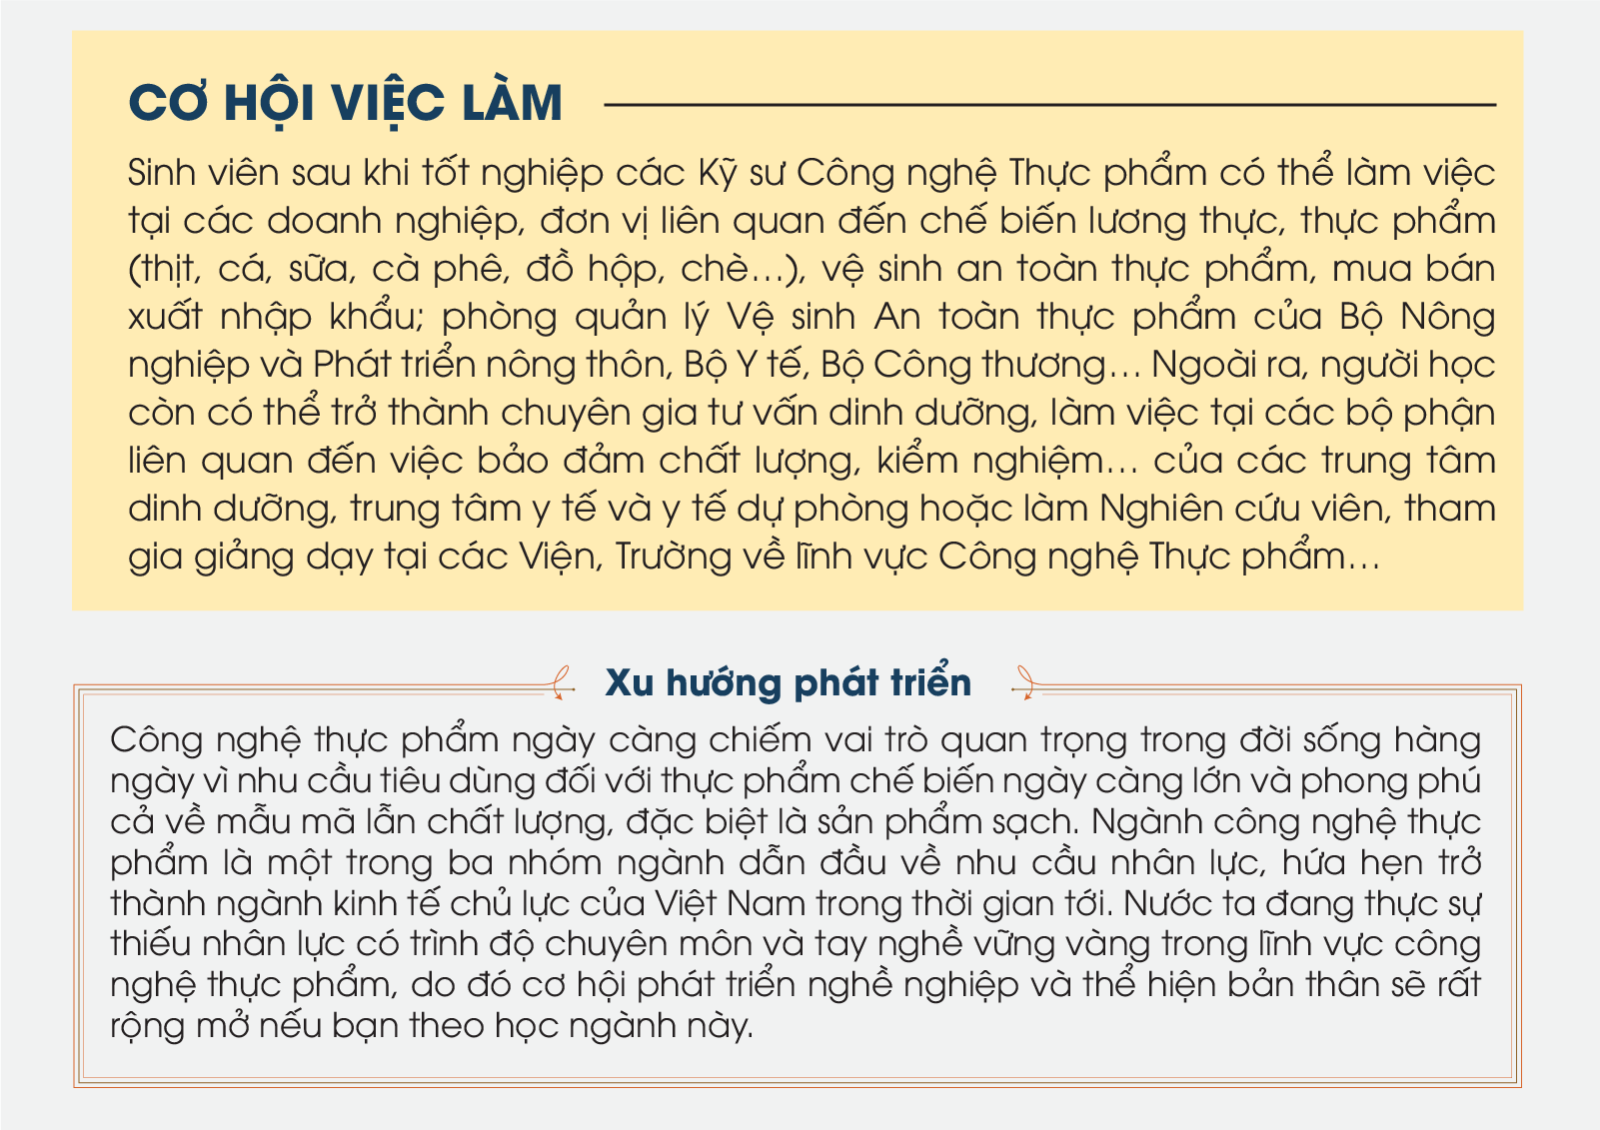 CƠ HỘI VIỆC LÀM
Sinh viên sau khi tốt nghiệp các Kỹ sư Công nghệ Thực phẩm có thể làm việc
tại các doanh nghiệp, đơn vị liên quan đến chế biến lương thực, thực phẩm
(thịt, cá, sữa, cà phê, đồ hộp, chè...), vệ sinh an toàn thực phẩm, mua bán
xuất nhập khẩu; phòng quản lý Vệ sinh An toàn thực phẩm của Bộ Nông
nghiệp và Phát triển nông thôn, Bộ Y tế, Bộ Công thương... Ngoài ra, người học
còn có thể trở thành chuyên gia tư vấn dinh dưỡng, làm việc tại các bộ phận
liên quan đến việc bảo đảm chất lượng, kiểm nghiệm... của các trung tâm
dinh dưỡng, trung tâm y tế và y tế dự phòng hoặc làm Nghiên cứu viên, tham
gia giảng dạy tại các Viện, Trường về lĩnh vực Công nghệ Thực phẩm...
Xu hướng phát triển
Công nghệ thực phẩm ngày càng chiếm vai trò quan trọng trong đời sống hàng
ngày vì nhu cầu tiêu dùng đối với thực phẩm chế biến ngày càng lớn và phong phú
cả về mẫu mã lẫn chất lượng, đặc biệt là sản phẩm sạch. Ngành công nghệ thực
phẩm là một trong ba nhóm ngành dẫn đầu về nhu cầu nhân lực, hứa hẹn trở
thành ngành kinh tế chủ lực của Việt Nam trong thời gian tới. Nước ta đang thực sự
thiếu nhân lực có trình độ chuyên môn và tay nghề vững vàng trong lĩnh vực công
nghệ thực phẩm, do đó cơ hội phát triển nghề nghiệp và thể hiện bản thân sẽ rất
rộng mở nếu bạn theo học ngành này.